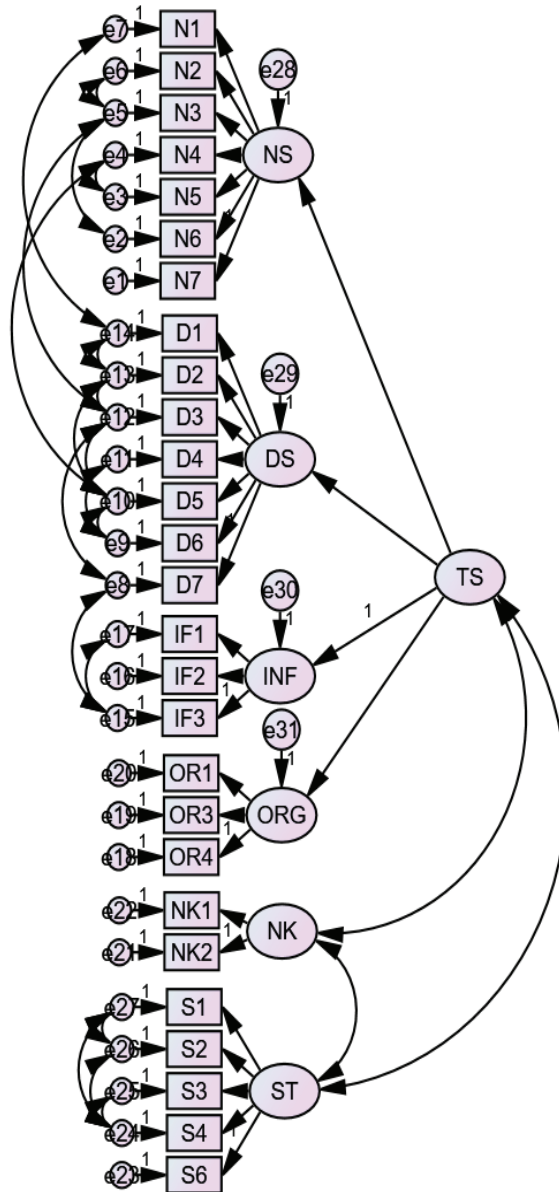 e7 1 N1
e6 1 N2
e5 1 N3
e4 1 N4
e3 1 N5
e2 1 N6
e1 1 N7
e28
1
NS
1
e14 1 D1
e13 1 D2
e12 1 D3
e11 1 D4
e10 1 D5
e9 1 D6
e8 1 D7
e29
1
DS
1
TS
1
e17 1 IF1
e16 1 IF2
e15 1 IF3
e30
1
INF
1
e31
1
e20 1 OR1
e19 1 OR3
e18 1 OR4
ORG
1
e22 1 NK1
e21 1 NK2
NK
1
e27 1 S1
e26 1 S2
e25 1 S3
e24 1 S4
e23 1 S6
ST
1